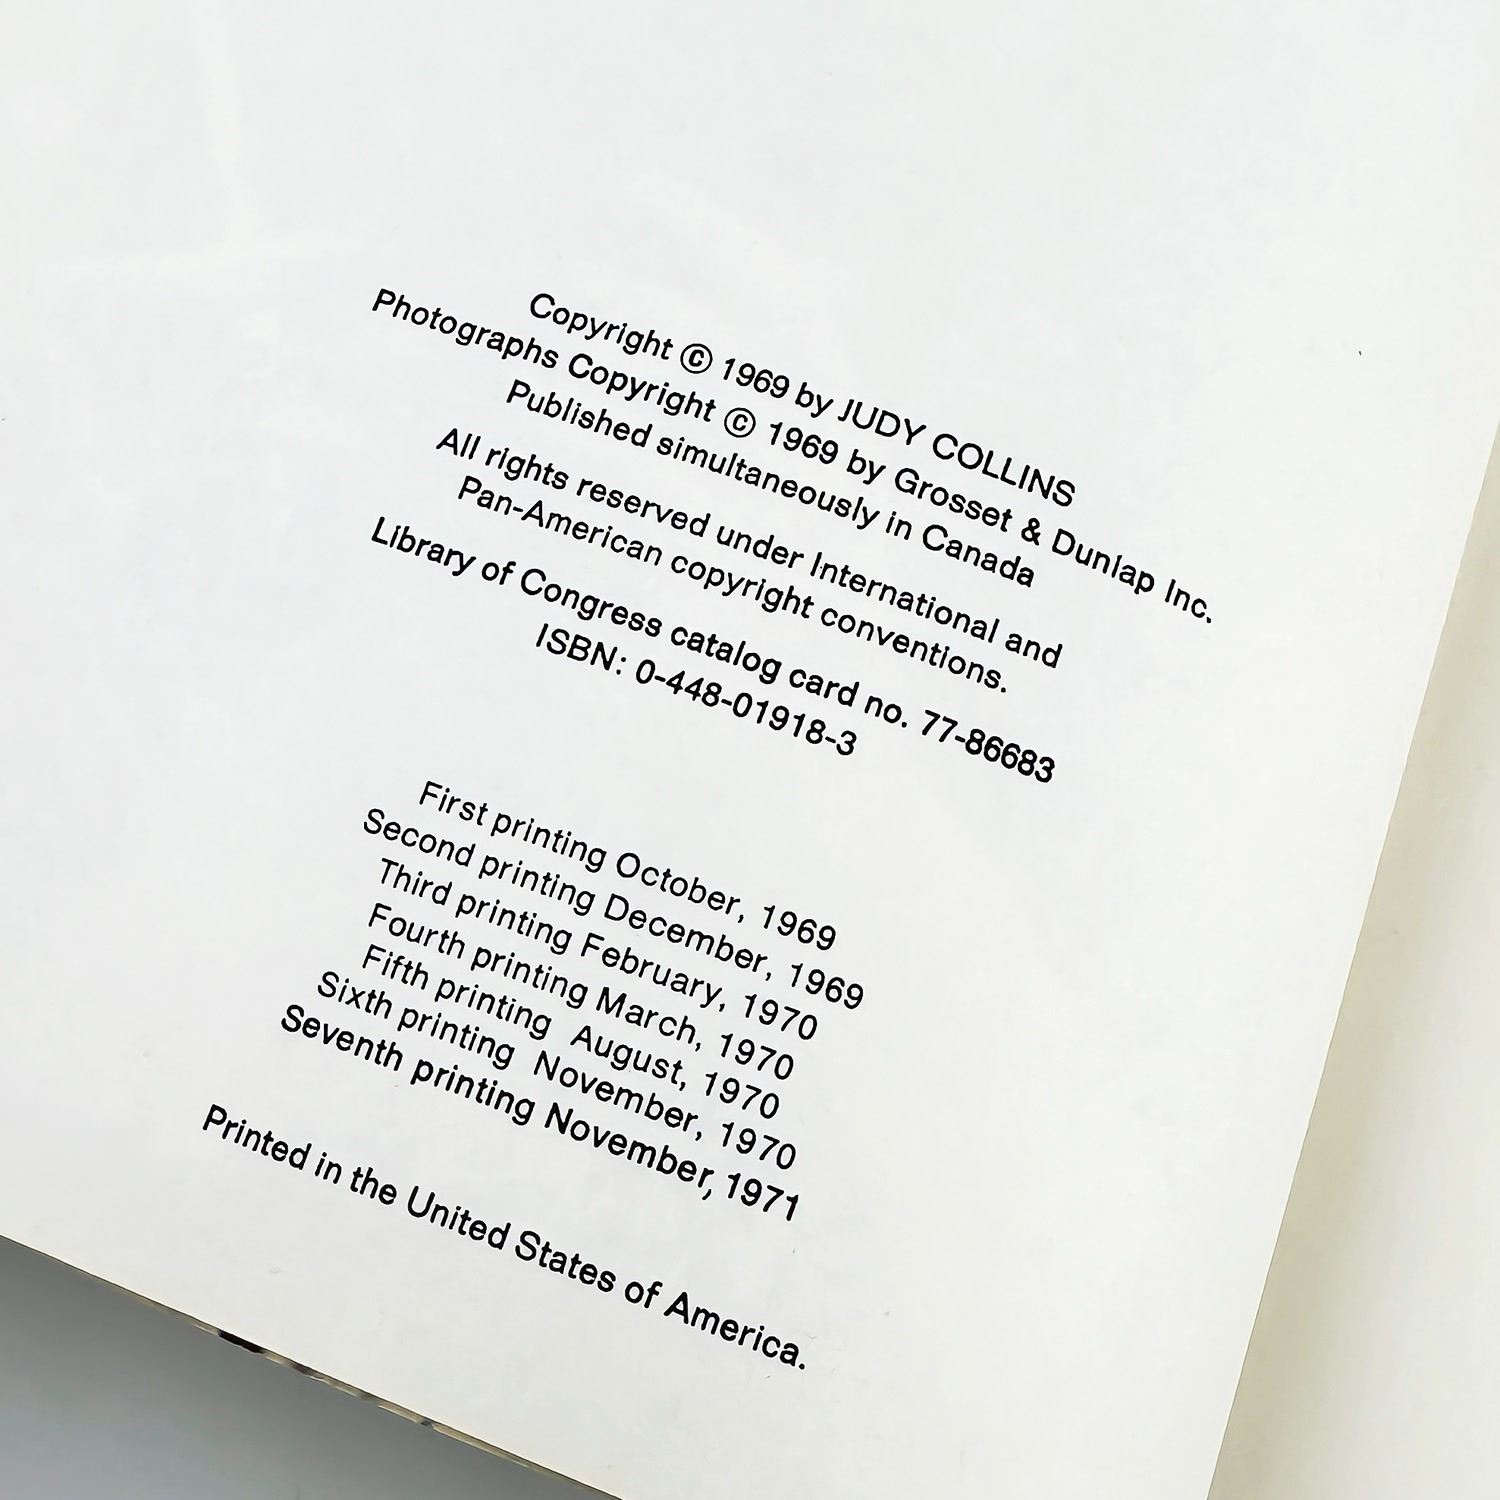 Copyright © 1969 by JUDY COLLINS
Photographs Copyright © 1969 by Grosset & Dunlap Inc.
Published simultaneously in Canada
All rights reserved under International and
Pan-American copyright conventions.
Library of Congress catalog card no. 77-86683
ISBN: 0-448-01918-3
First printing October, 1969
Second printing December, 1969
Third printing February, 1970
Fourth printing March, 1970
Fifth printing August, 1970
Sixth printing November, 1970
Seventh printing November, 1971
Printed in the United States of America.